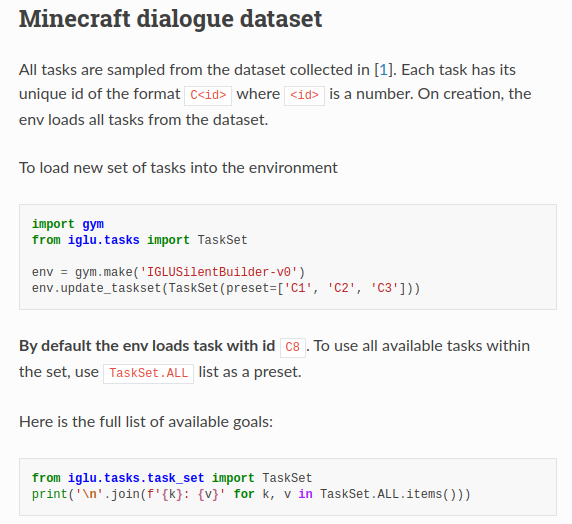 Minecraft dialogue dataset
All tasks are sampled from the dataset collected in [1]. Each task has its
unique id of the format C<id> where <id> is a number. On creation, the
env loads all tasks from the dataset.
To load new set of tasks into the environment
import gym
from iglu.tasks import TaskSet
env = gym.make('IGLUSilentBuilder-v0')
env.update_taskset(TaskSet(preset=['C1', 'C2', 'C3']))
By default the env loads task with id C8 . To use all available tasks within
the set, use TaskSet.ALL list as a preset.
Here is the full list of available goals:
from iglu.tasks.task_set import TaskSet
print('\n'.join(f'{k}: {v}' for k, v in TaskSet.ALL.items()))